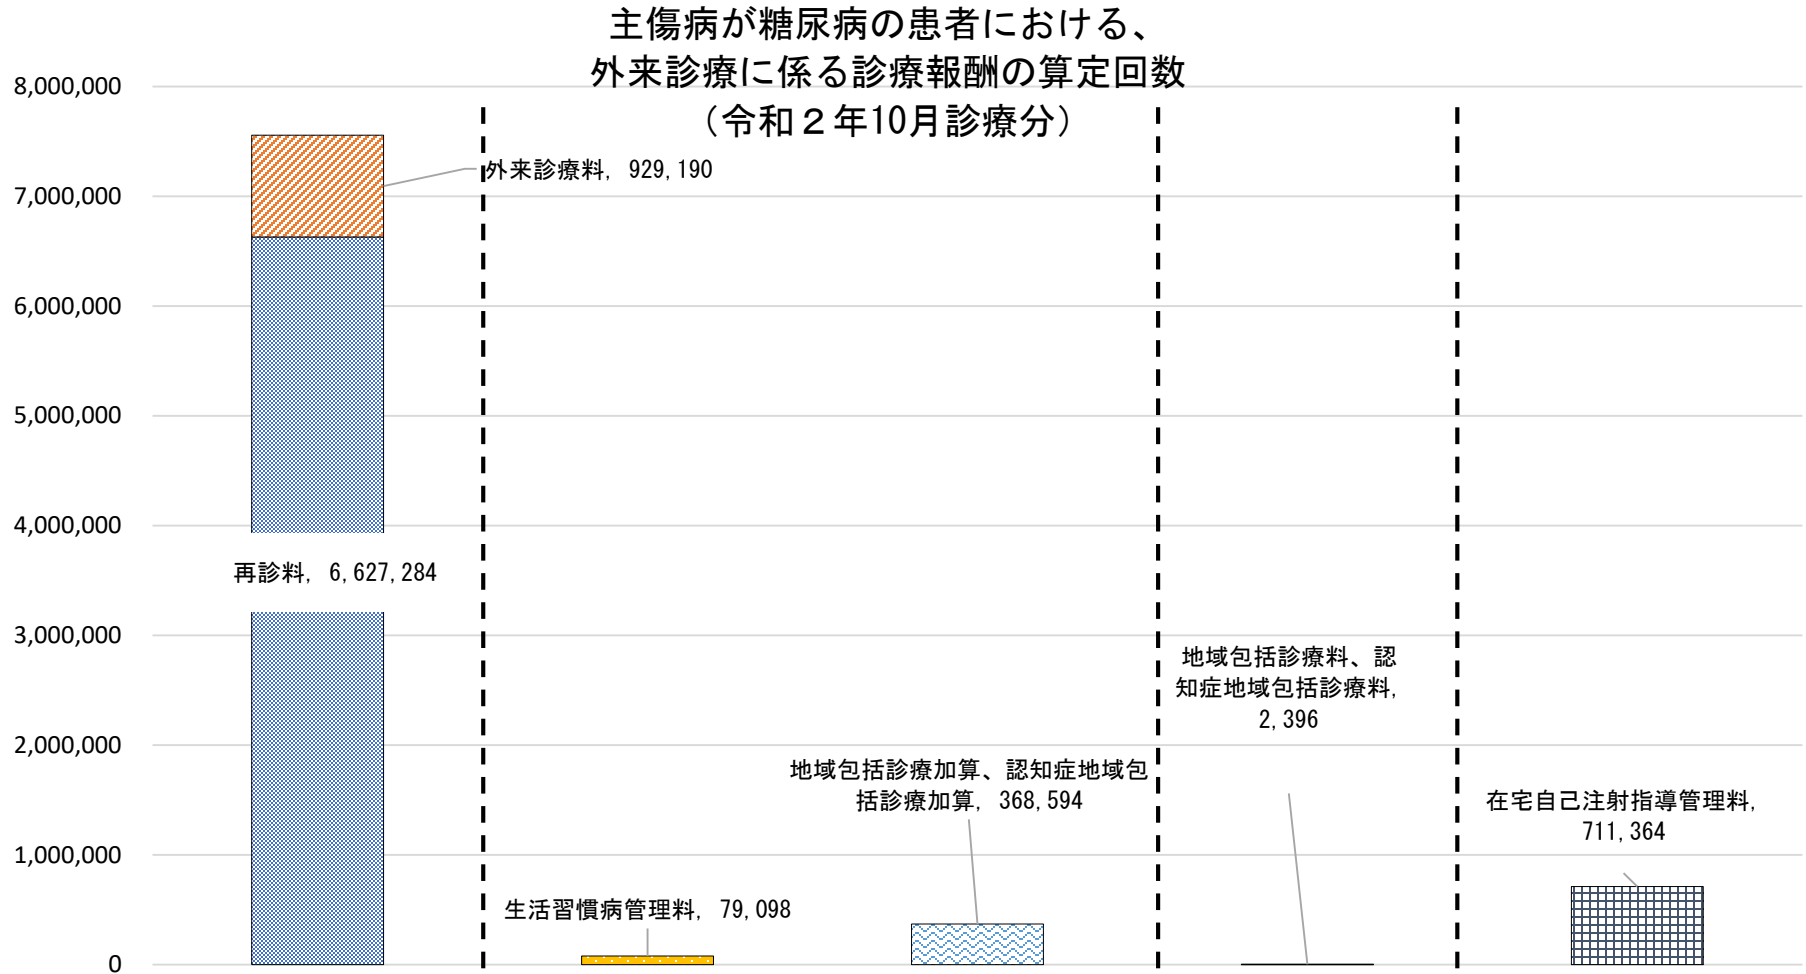 主傷病が糖尿病の患者における、
外来診療に係る診療報酬の算定回数
（令和２年10月診療分）
8,000,000
7,000,000
6,000,000
5,000,000
4,000,000
3,000,000
2,000,000
1,000,000
0
外来診療料, 929,190
再診料, 6,627,284
生活習慣病管理料, 79,098
地域包括診療加算、認知症地域包
括診療加算, 368,594
地域包括診療料、認
知症地域包括診療料,
2,396
在宅自己注射指導管理料,
711,364